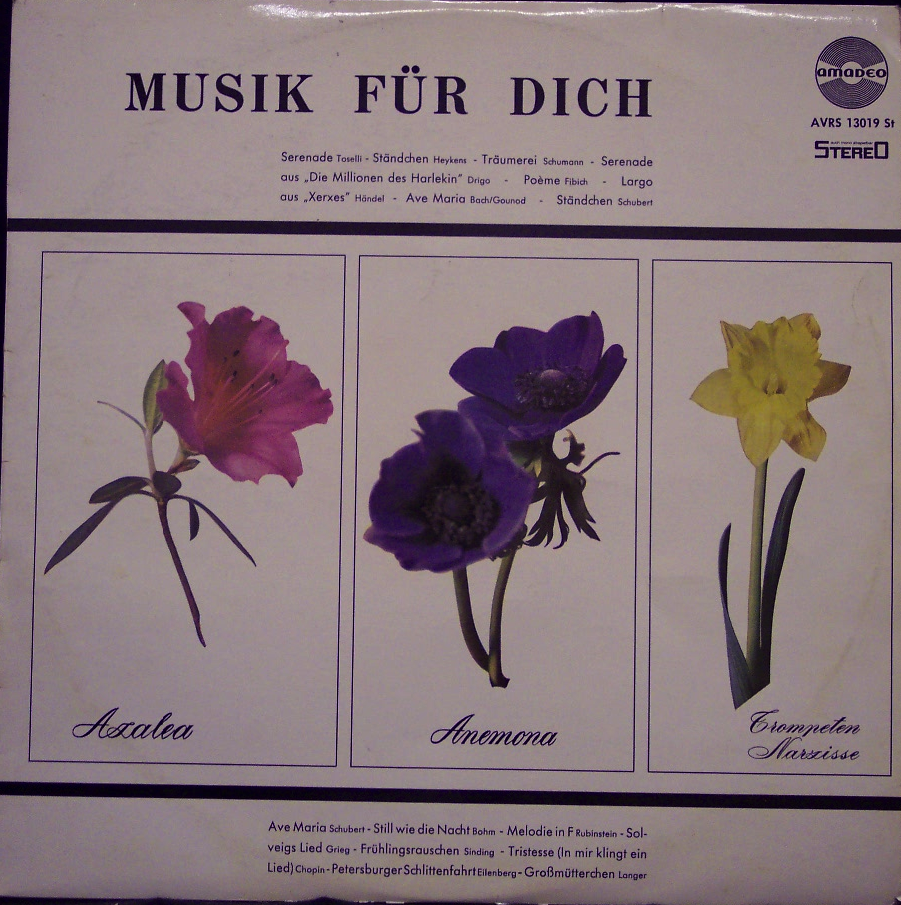 MUSIK FÜR DICH
amadeo
AVRS 13019 St
STEREO
Serenade Toselli - Ständchen Heykens - Träumerei Schumann - Serenade
aus „Die Millionen des Harlekin” Drigo - Poème Fibich - Largo
aus „Xerxes” Händel - Ave Maria Bach/Gounod - Ständchen Schubert
Azalea
Anemona
Trompeten
Narzisse
Ave Maria Schubert - Still wie die Nacht Bohm - Melodie in F Rubinstein - Sol-
veigs Lied Grieg - Frühlingsrauschen Sinding - Tristesse (In mir klingt ein
Lied) Chopin - Petersburger Schlittenfahrt Eilenberg - Großmütterchen Langer